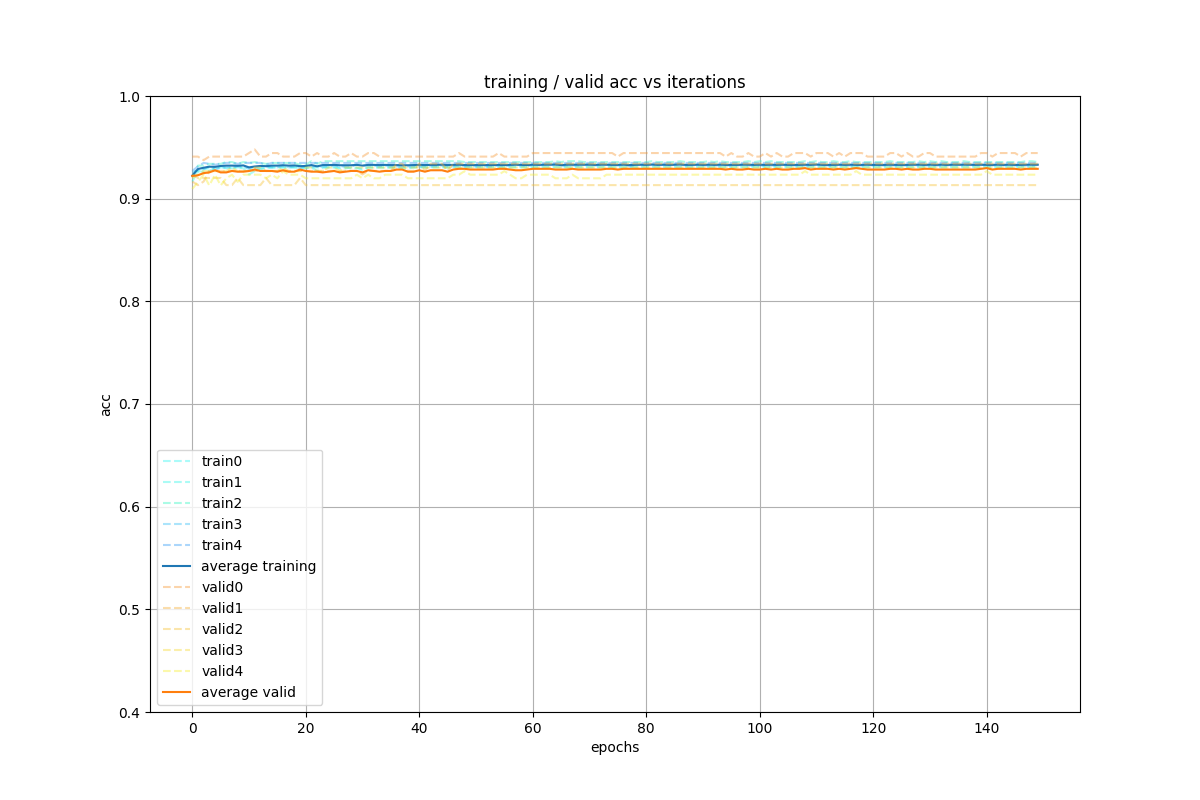 training / valid acc vs iterations
1.0
0.9
0.8
0.7
0.6
0.5
0.4
acc
train0
train1
train2
train3
train4
average training
valid0
valid1
valid2
valid3
valid4
average valid
0 20 40 60 80 100 120 140
epochs